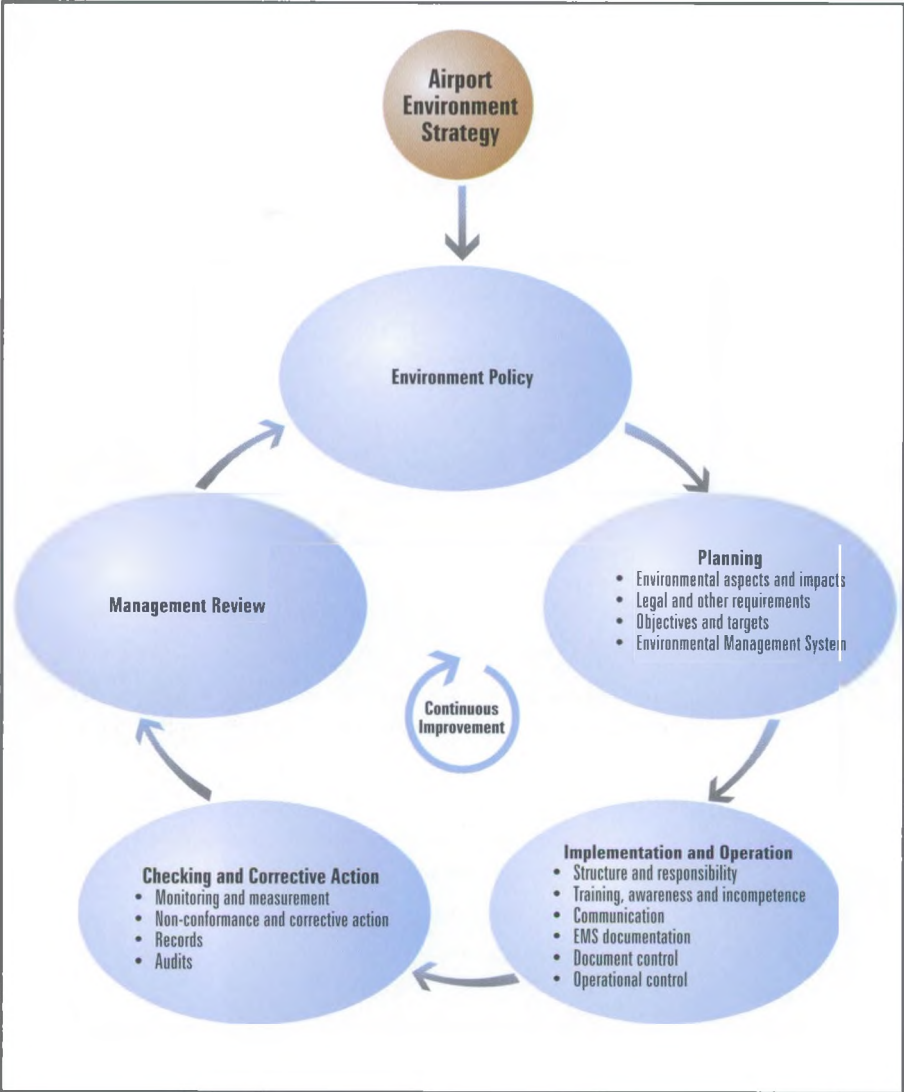 Airport
Environment
Strategy
Environment Policy
Planning
• Environmental aspects and impacts
• Legal and other requirements
• Objectives and targets
• Environmental Management System
Implementation and Operation
• Structure and responsibility
• Training, awareness and incompetence
• Communication
• EMS documentation
• Document control
• Operational control
Checking and Corrective Action
• Monitoring and measurement
• Non-conformance and corrective action
• Records
• Audits
Management Review
Continuous
Improvement